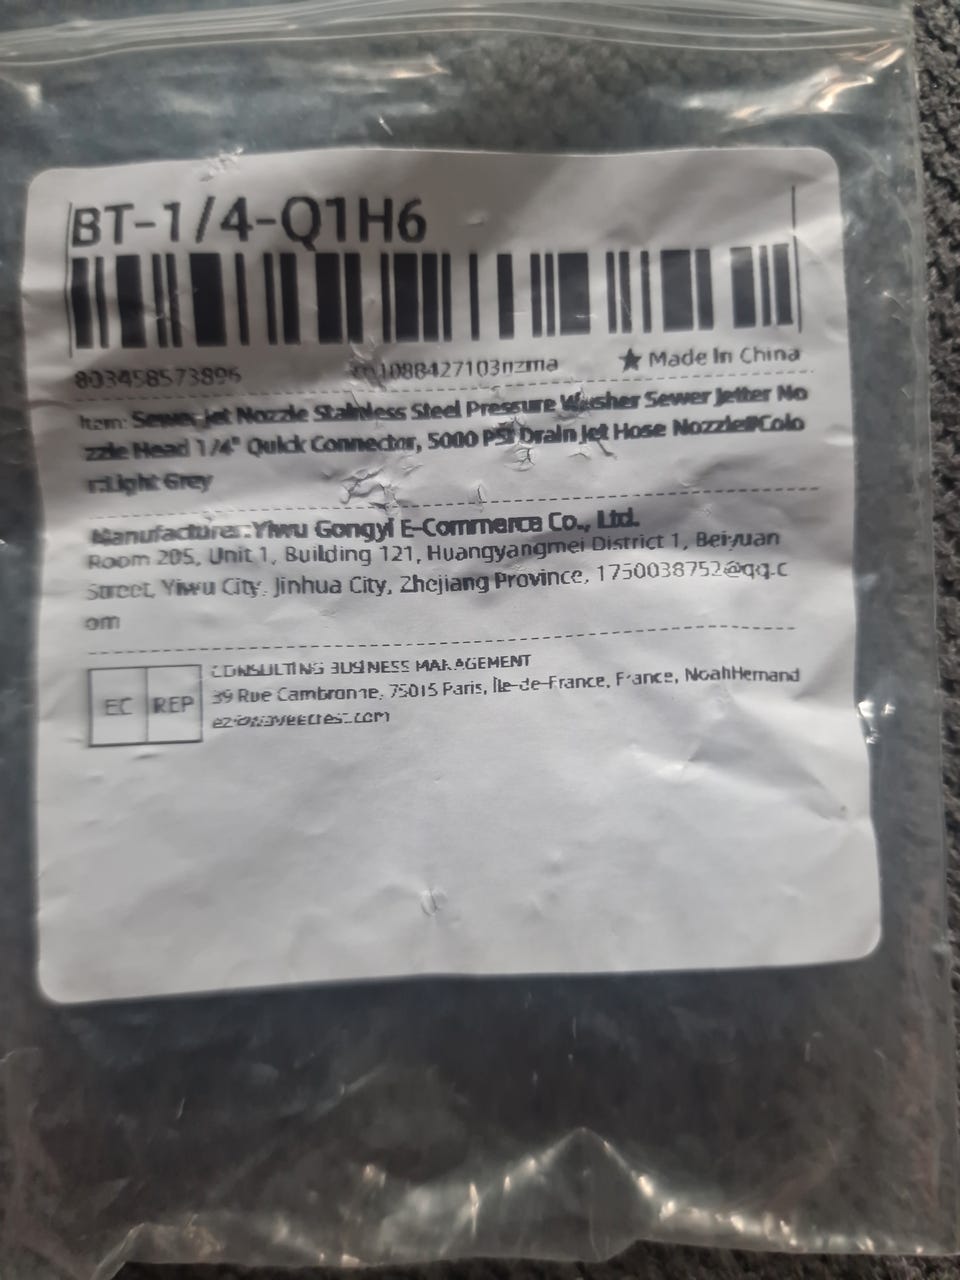 BT-1/4-Q1H6
803458573896 1088427103nzma ★ Made In China
Item: Sewer Jet Nozzle Stainless Steel Pressure Washer Sewer Jetter No
zzle Head 1/4" Quick Connector, 5000 PSI Drain Jet Hose Nozzle#Colo
r:Light Grey
Manufacturer:Yiwu Gongyi E-Commerce Co., Ltd.
Room 205, Unit 1, Building 121, Huangyangmei District 1, Beiyuan
Street, Yiwu City, Jinhua City, Zhejiang Province, 1750038752@qq.c
om
EC REP
CONSULTING BUSINESS MANAGEMENT
39 Rue Cambronne, 75015 Paris, Île-de-France, France, NoahHernand